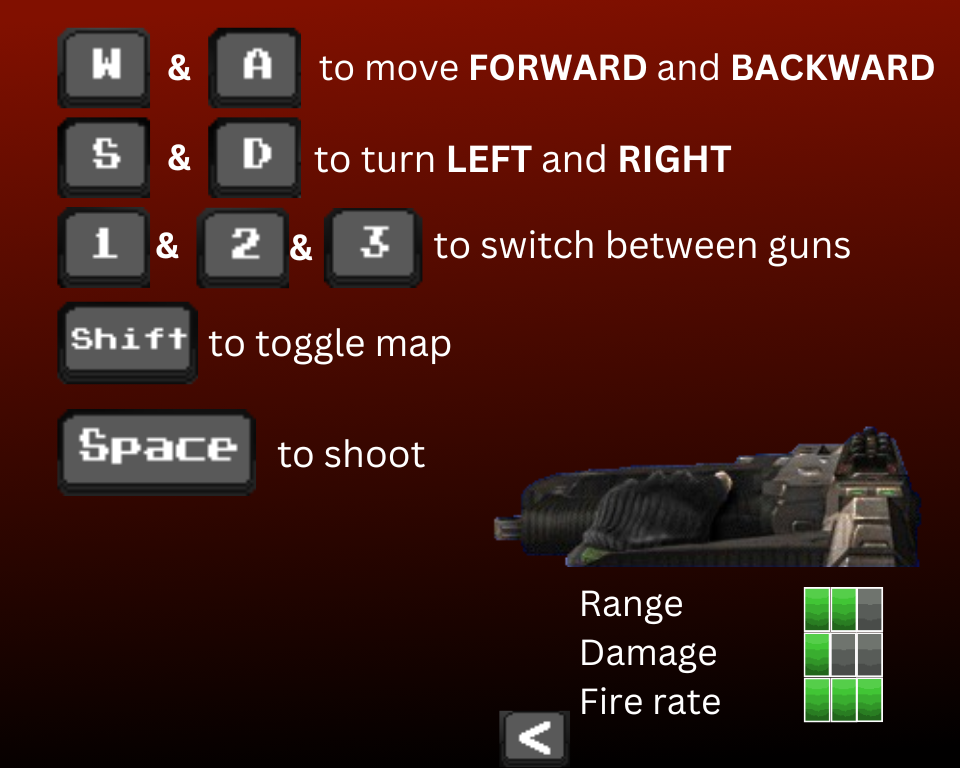 W & A to move FORWARD and BACKWARD
S & D to turn LEFT and RIGHT
1 & 2 & 3 to switch between guns
Shift to toggle map
Space to shoot
Range
Damage
Fire rate
<